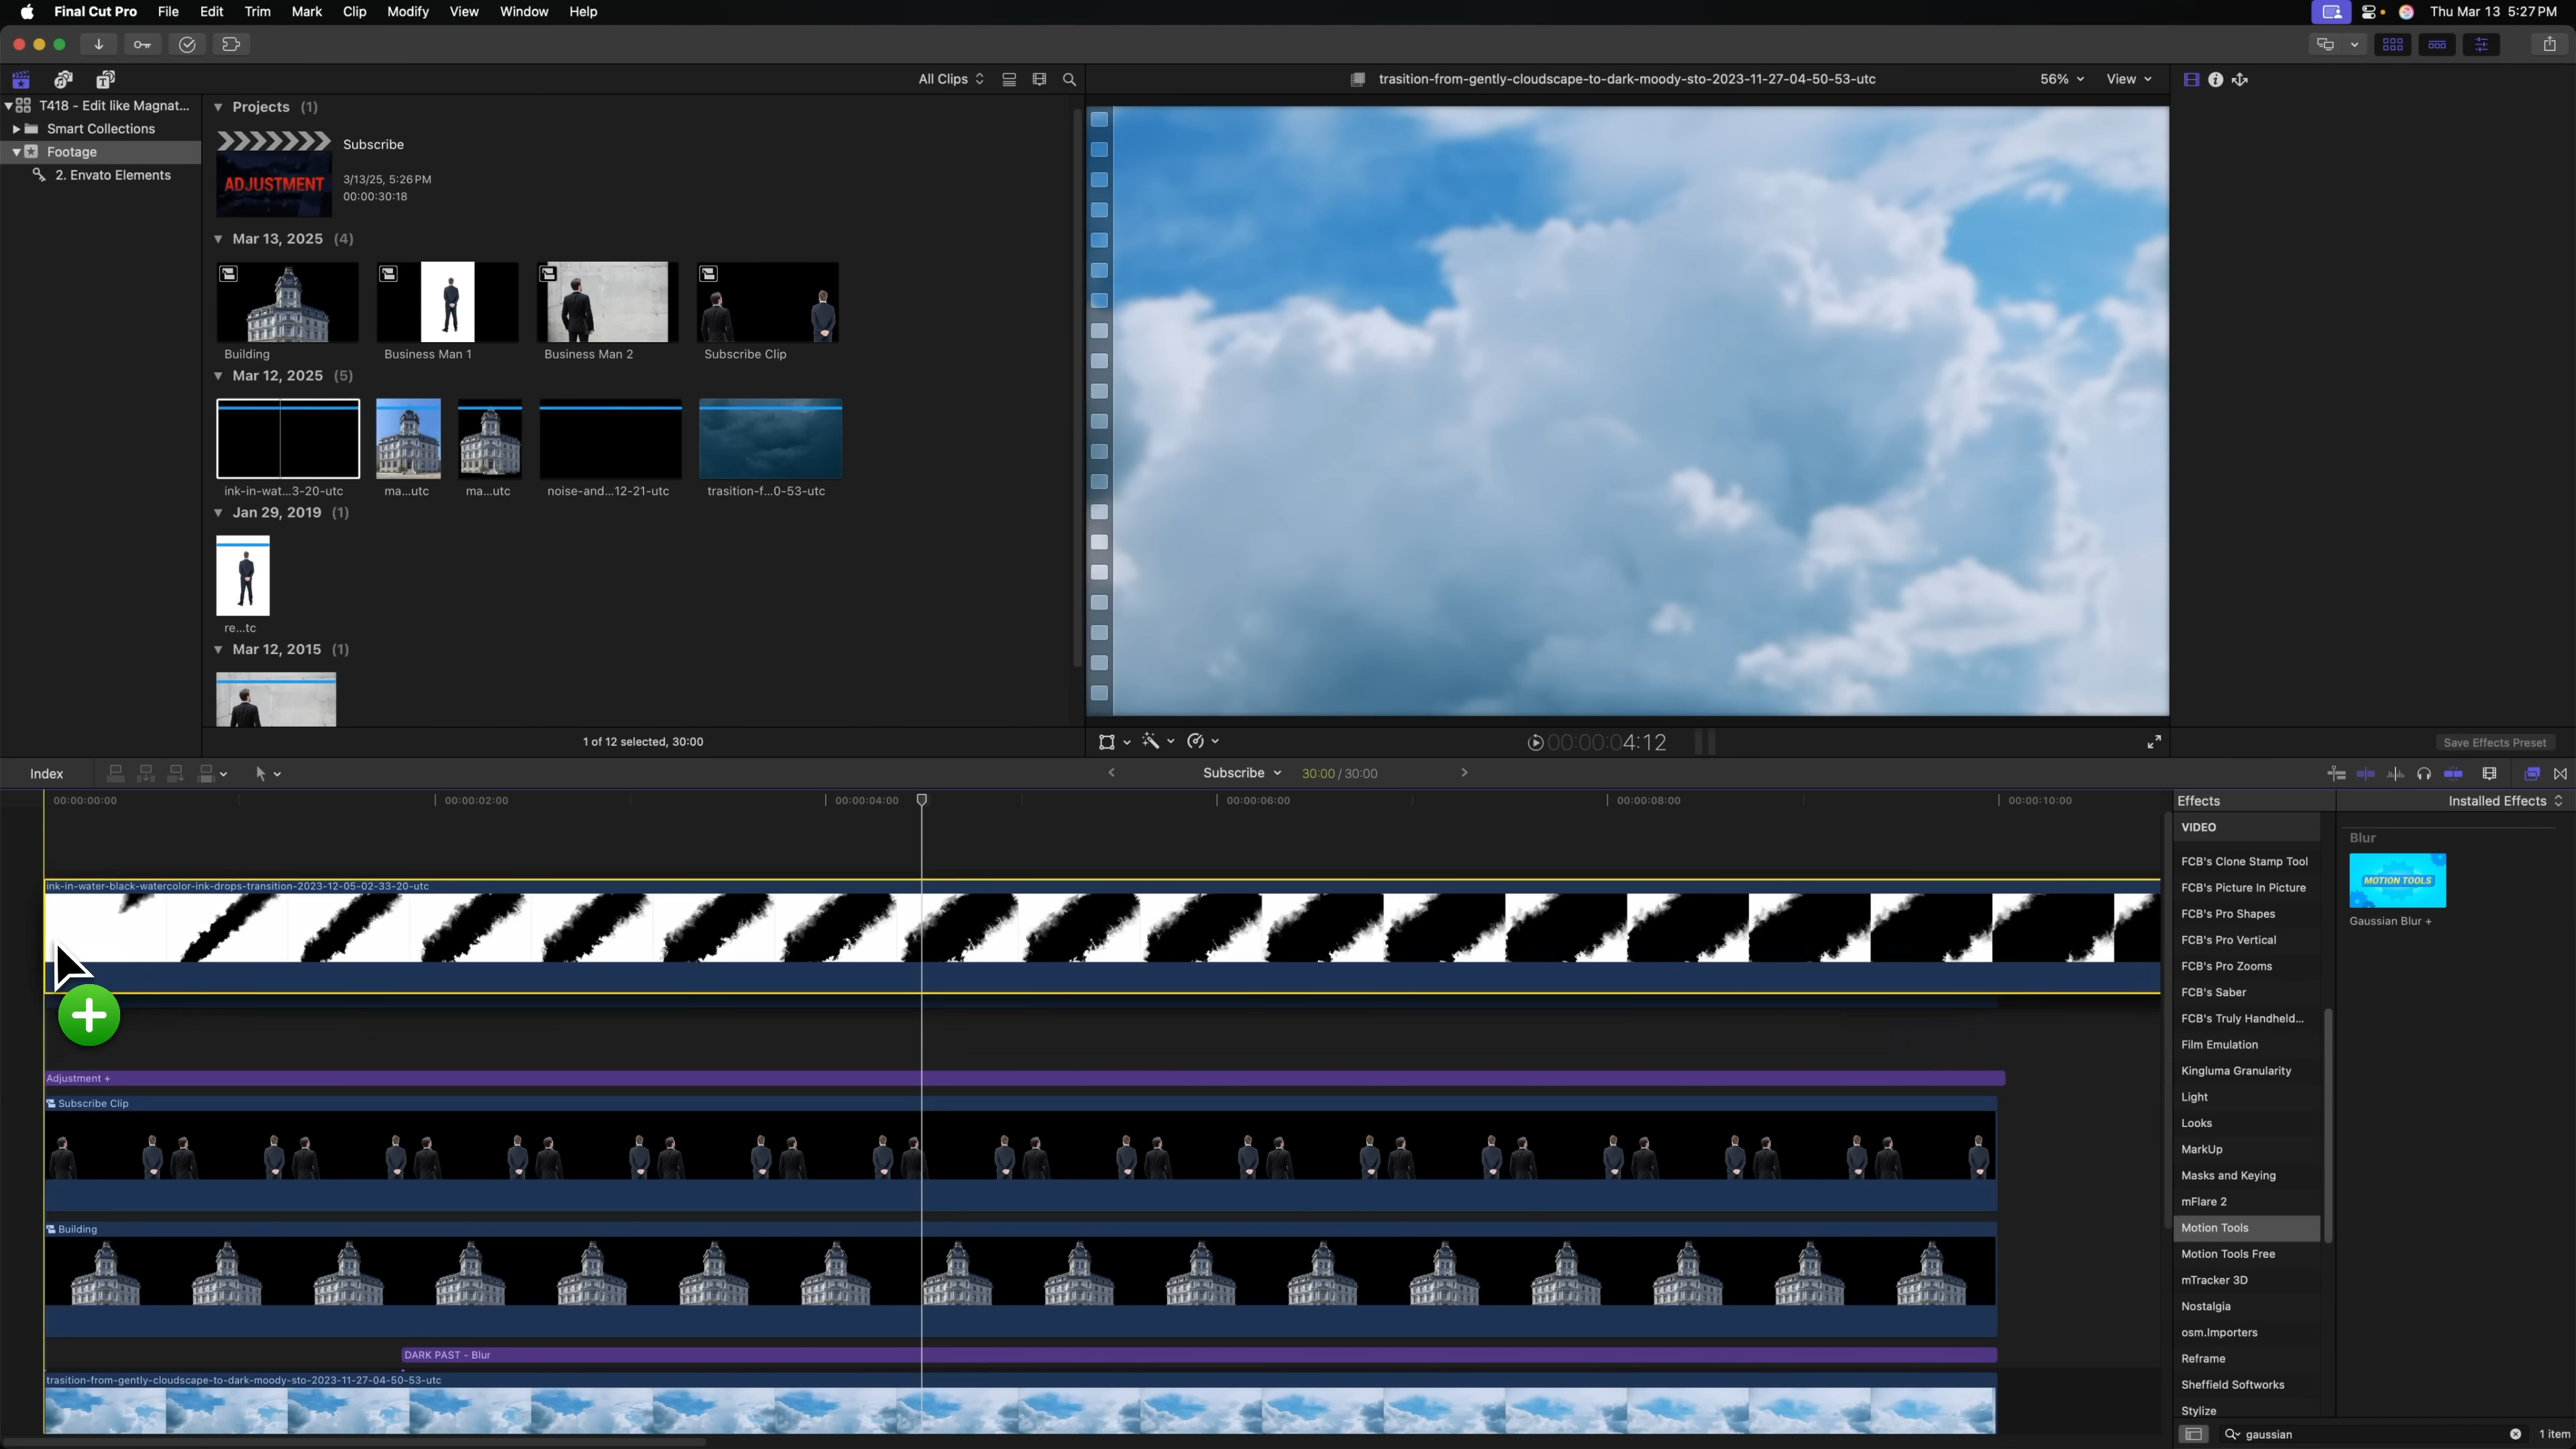 Final Cut Pro File Edit Trim Mark Clip Modify View Window Help Thu Mar 13 5:27 PM
All Clips
trasition-from-gently-cloudscape-to-dark-moody-sto-2023-11-27-04-50-53-utc
56% View
T418 - Edit like Magnat...
Smart Collections
Footage
2. Envato Elements
Projects (1)
ADJUSTMENT
Subscribe
3/13/25, 5:26 PM
00:00:30:18
Mar 13, 2025 (4)
Building
Business Man 1
Business Man 2
Subscribe Clip
Mar 12, 2025 (5)
ink-in-wat...3-20-utc
ma...utc
ma...utc
noise-and...12-21-utc
trasition-f...0-53-utc
Jan 29, 2019 (1)
re...tc
Mar 12, 2015 (1)
1 of 12 selected, 30:00
00:00:04:12
Save Effects Preset
Index
Subscribe
30:00 / 30:00
00:00:00:00
00:00:02:00
00:00:04:00
00:00:06:00
00:00:08:00
00:00:10:00
ink-in-water-black-watercolor-ink-drops-transition-2023-12-05-02-33-20-utc
Adjustment +
Subscribe Clip
Building
DARK PAST - Blur
trasition-from-gently-cloudscape-to-dark-moody-sto-2023-11-27-04-50-53-utc
Effects
Installed Effects
VIDEO
FCB's Clone Stamp Tool
FCB's Picture In Picture
FCB's Pro Shapes
FCB's Pro Vertical
FCB's Pro Zooms
FCB's Saber
FCB's Truly Handheld...
Film Emulation
Kingluma Granularity
Light
Looks
MarkUp
Masks and Keying
mFlare 2
Motion Tools
Motion Tools Free
mTracker 3D
Nostalgia
osm.Importers
Reframe
Sheffield Softworks
Stylize
Blur
MOTION TOOLS
Gaussian Blur +
gaussian
1 item